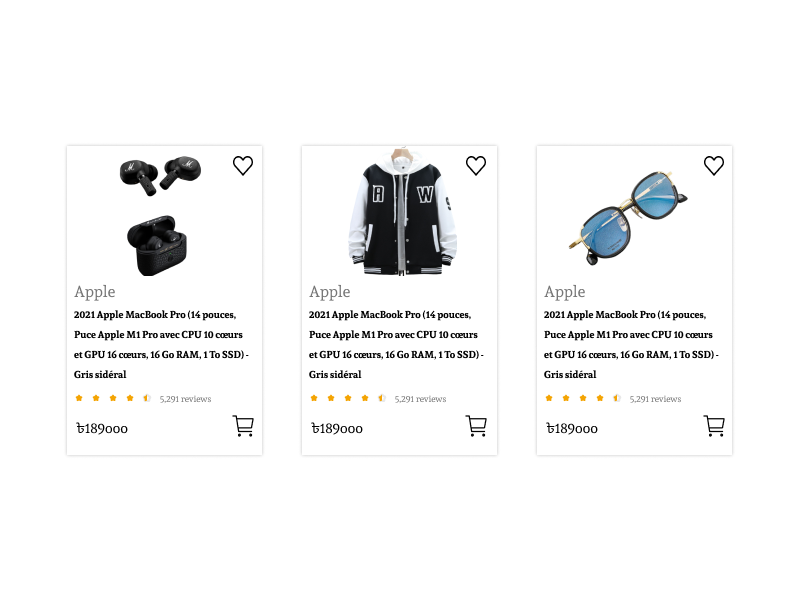 M
M
A W
Apple
2021 Apple MacBook Pro (14 pouces,
Puce Apple M1 Pro avec CPU 10 cœurs
et GPU 16 cœurs, 16 Go RAM, 1 To SSD) -
Gris sidéral
5,291 reviews
৳189000
Apple
2021 Apple MacBook Pro (14 pouces,
Puce Apple M1 Pro avec CPU 10 cœurs
et GPU 16 cœurs, 16 Go RAM, 1 To SSD) -
Gris sidéral
5,291 reviews
৳189000
Apple
2021 Apple MacBook Pro (14 pouces,
Puce Apple M1 Pro avec CPU 10 cœurs
et GPU 16 cœurs, 16 Go RAM, 1 To SSD) -
Gris sidéral
5,291 reviews
৳189000